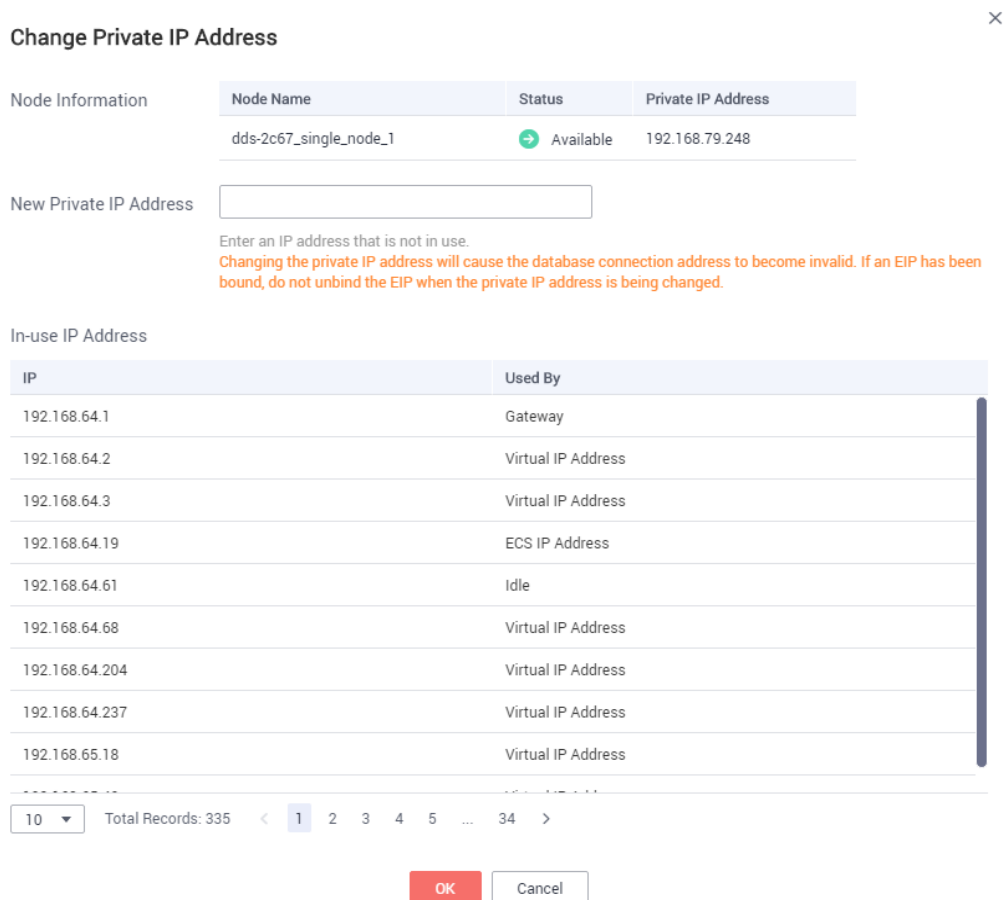 Change Private IP Address
Node Information
Node Name Status Private IP Address
dds-2c67_single_node_1 Available 192.168.79.248
New Private IP Address
Enter an IP address that is not in use.
Changing the private IP address will cause the database connection address to become invalid. If an EIP has been
bound, do not unbind the EIP when the private IP address is being changed.
In-use IP Address
IP Used By
192.168.64.1 Gateway
192.168.64.2 Virtual IP Address
192.168.64.3 Virtual IP Address
192.168.64.19 ECS IP Address
192.168.64.61 Idle
192.168.64.68 Virtual IP Address
192.168.64.204 Virtual IP Address
192.168.64.237 Virtual IP Address
192.168.65.18 Virtual IP Address
10 Total Records: 335 < 1 2 3 4 5 ... 34 >
OK Cancel